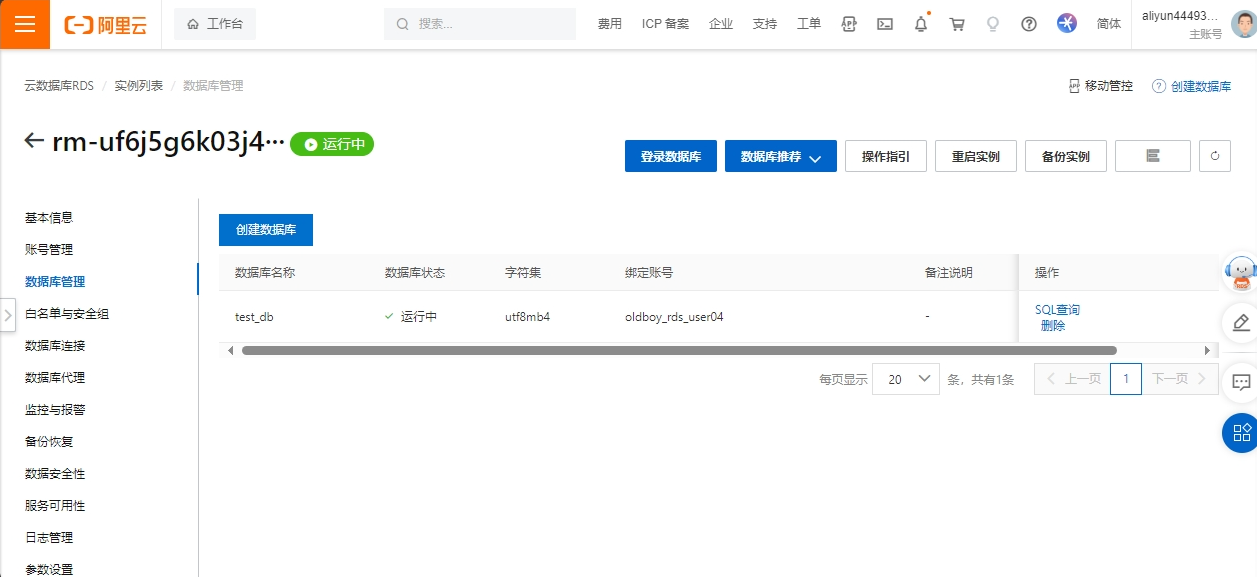 阿里云 工作台 搜索... 费用 ICP 备案 企业 支持 工单 简体 aliyun44493...
主账号
云数据库RDS / 实例列表 / 数据库管理 移动管控 创建数据库
rm-uf6j5g6k03j4··· 运行中
登录数据库 数据库推荐 操作指引 重启实例 备份实例
基本信息
账号管理
数据库管理
白名单与安全组
数据库连接
数据库代理
监控与报警
备份恢复
数据安全性
服务可用性
日志管理
参数设置
创建数据库
数据库名称 数据库状态 字符集 绑定账号 备注说明 操作
test_db 运行中 utf8mb4 oldboy_rds_user04 - SQL查询
删除
每页显示 20 条，共有1条 上一页 1 下一页